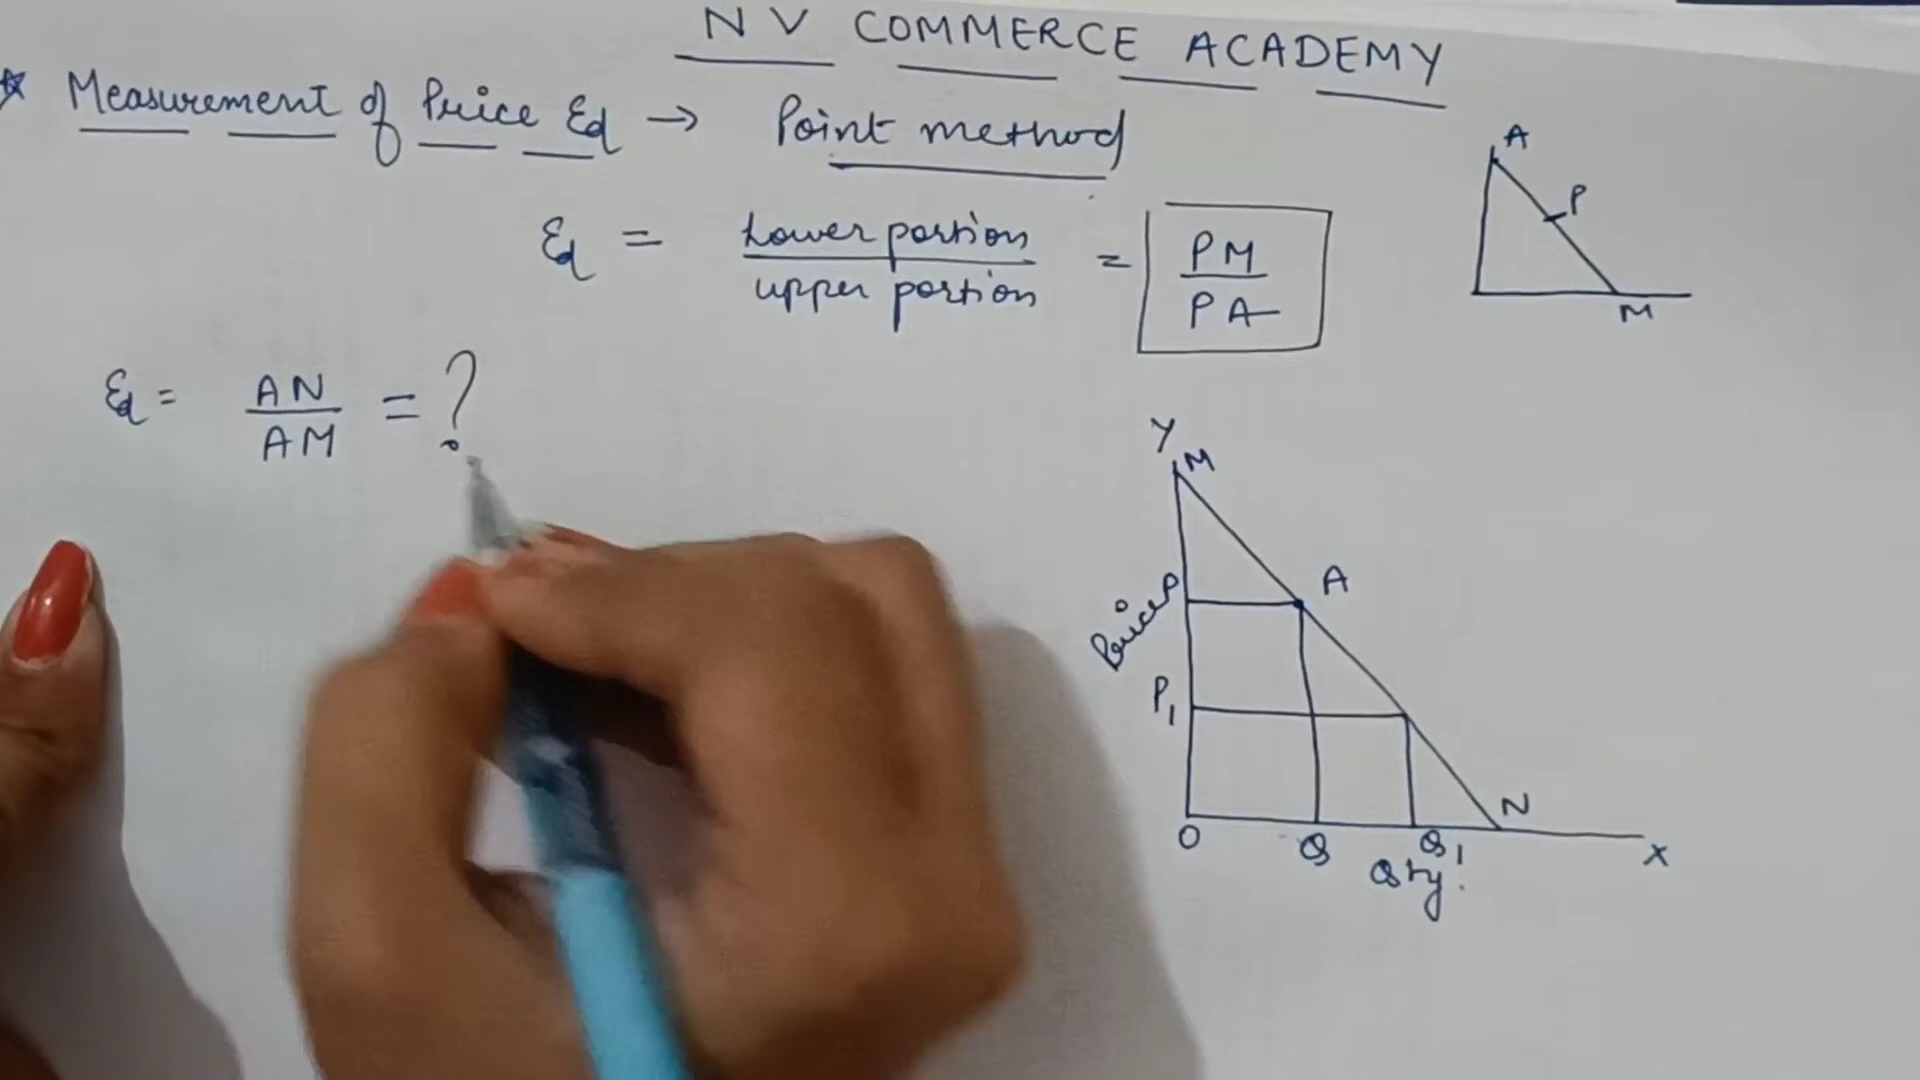 NV COMMERCE ACADEMY
☆ Measurement of Price Ed → Point method
Ed = Lower portion / upper portion = PM / PA
A
P
M
Ed = AN / AM = ?
Y
M
A
Price P
P1
N
O
Q
Q1
X
Qty.